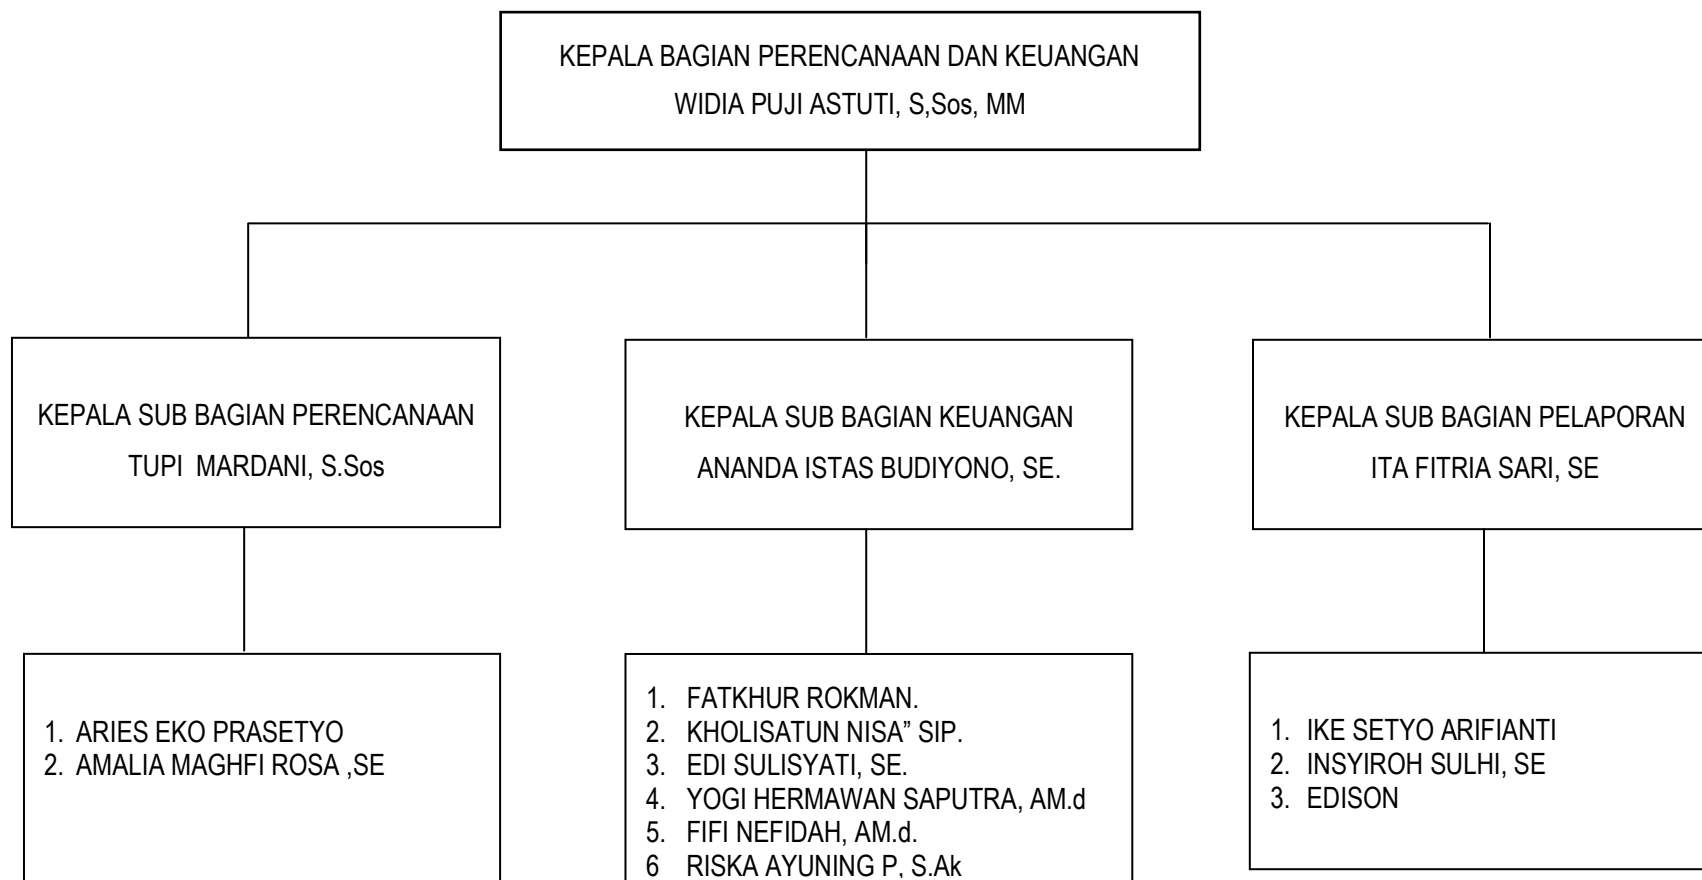 KEPALA BAGIAN PERENCANAAN DAN KEUANGAN
WIDIA PUJI ASTUTI, S,Sos, MM
KEPALA SUB BAGIAN PERENCANAAN
TUPI MARDANI, S.Sos
KEPALA SUB BAGIAN KEUANGAN
ANANDA ISTAS BUDIYONO, SE.
KEPALA SUB BAGIAN PELAPORAN
ITA FITRIA SARI, SE
1. ARIES EKO PRASETYO
2. AMALIA MAGHFI ROSA ,SE
1. FATKHUR ROKMAN.
2. KHOLISATUN NISA” SIP.
3. EDI SULISYATI, SE.
4. YOGI HERMAWAN SAPUTRA, AM.d
5. FIFI NEFIDAH, AM.d.
6 RISKA AYUNING P, S.Ak
1. IKE SETYO ARIFIANTI
2. INSYIROH SULHI, SE
3. EDISON